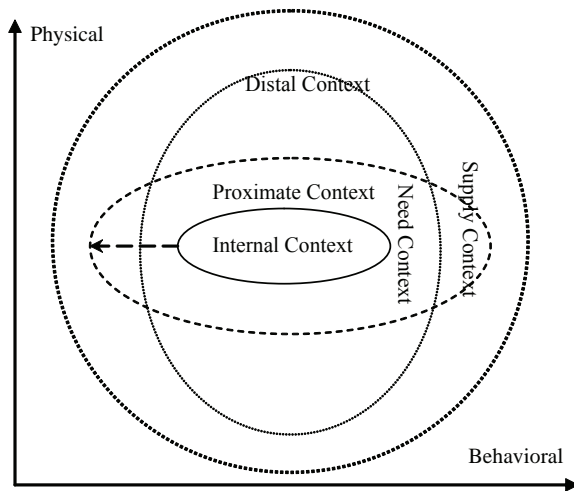 Physical
Distal Context
Proximate Context
Internal Context
Need Context
Supply Context
Behavioral